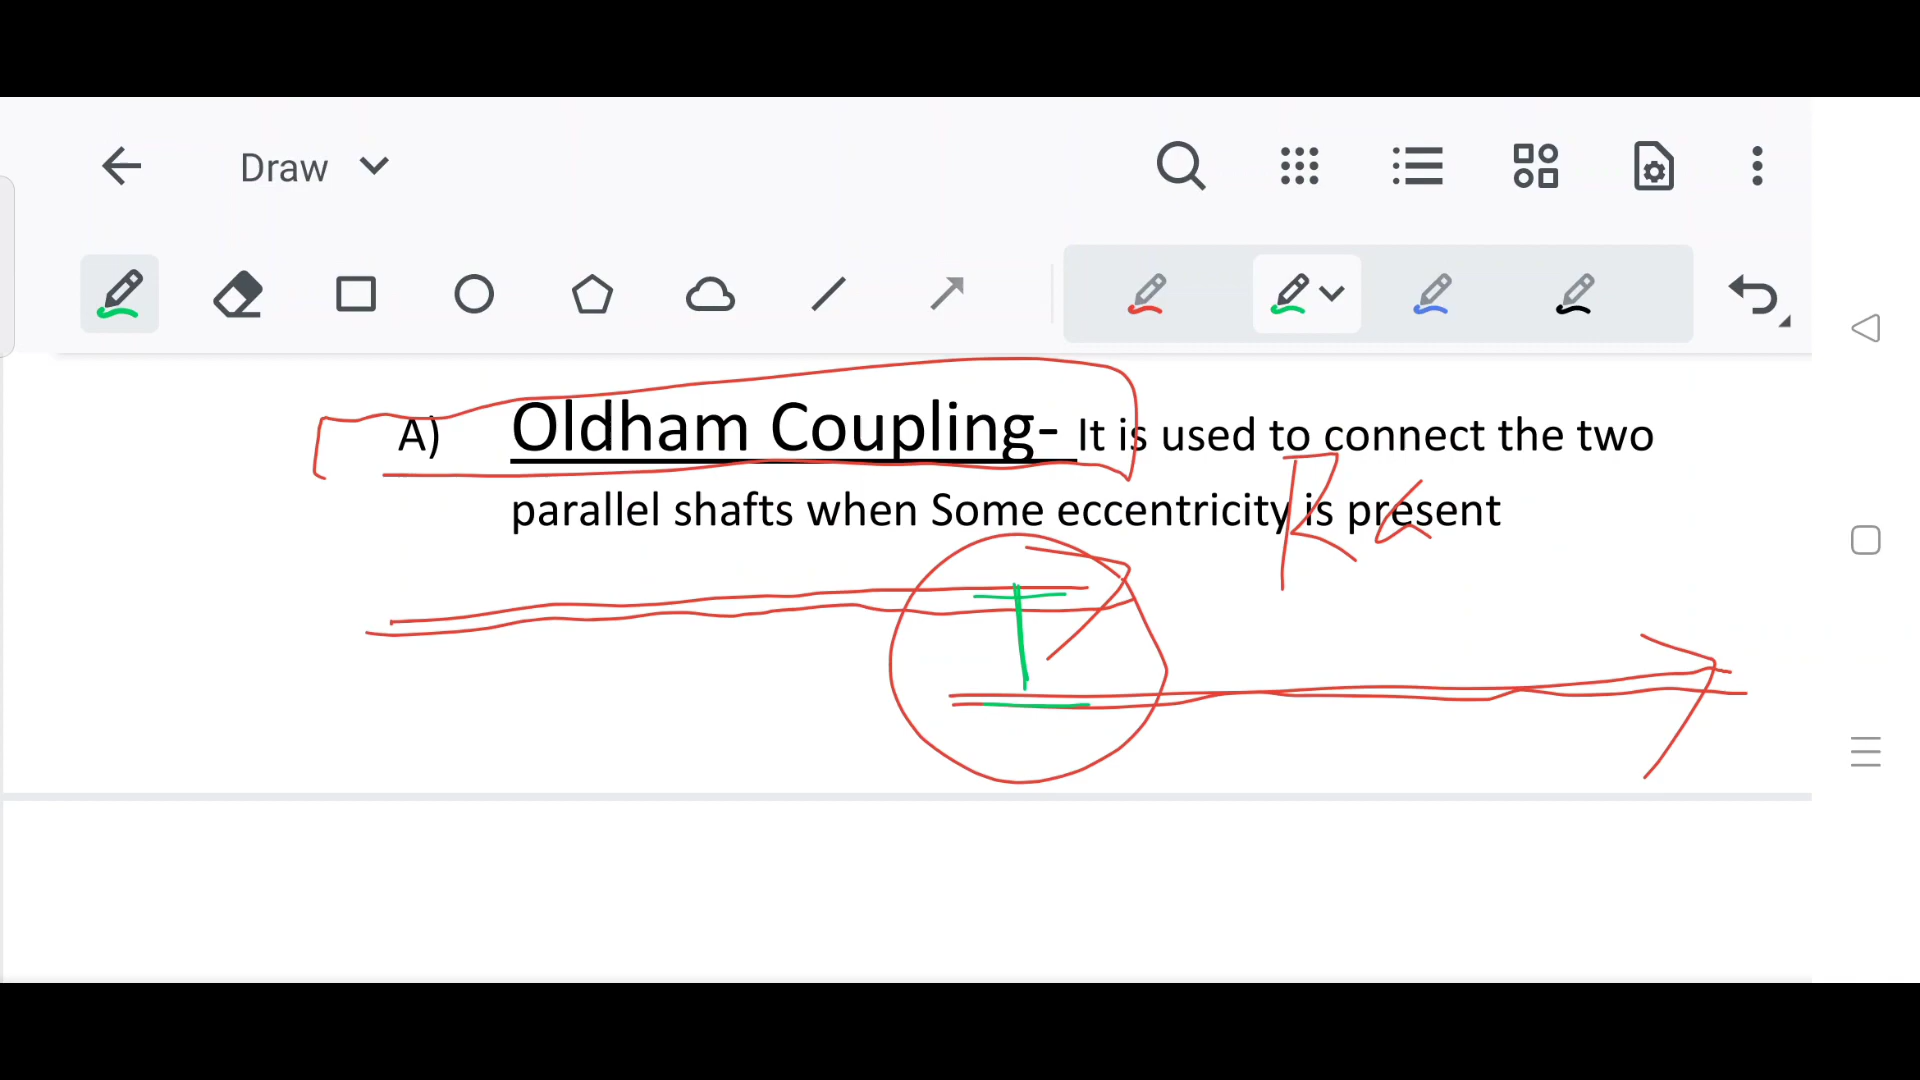 Draw
A) Oldham Coupling- It is used to connect the two
parallel shafts when Some eccentricity is present